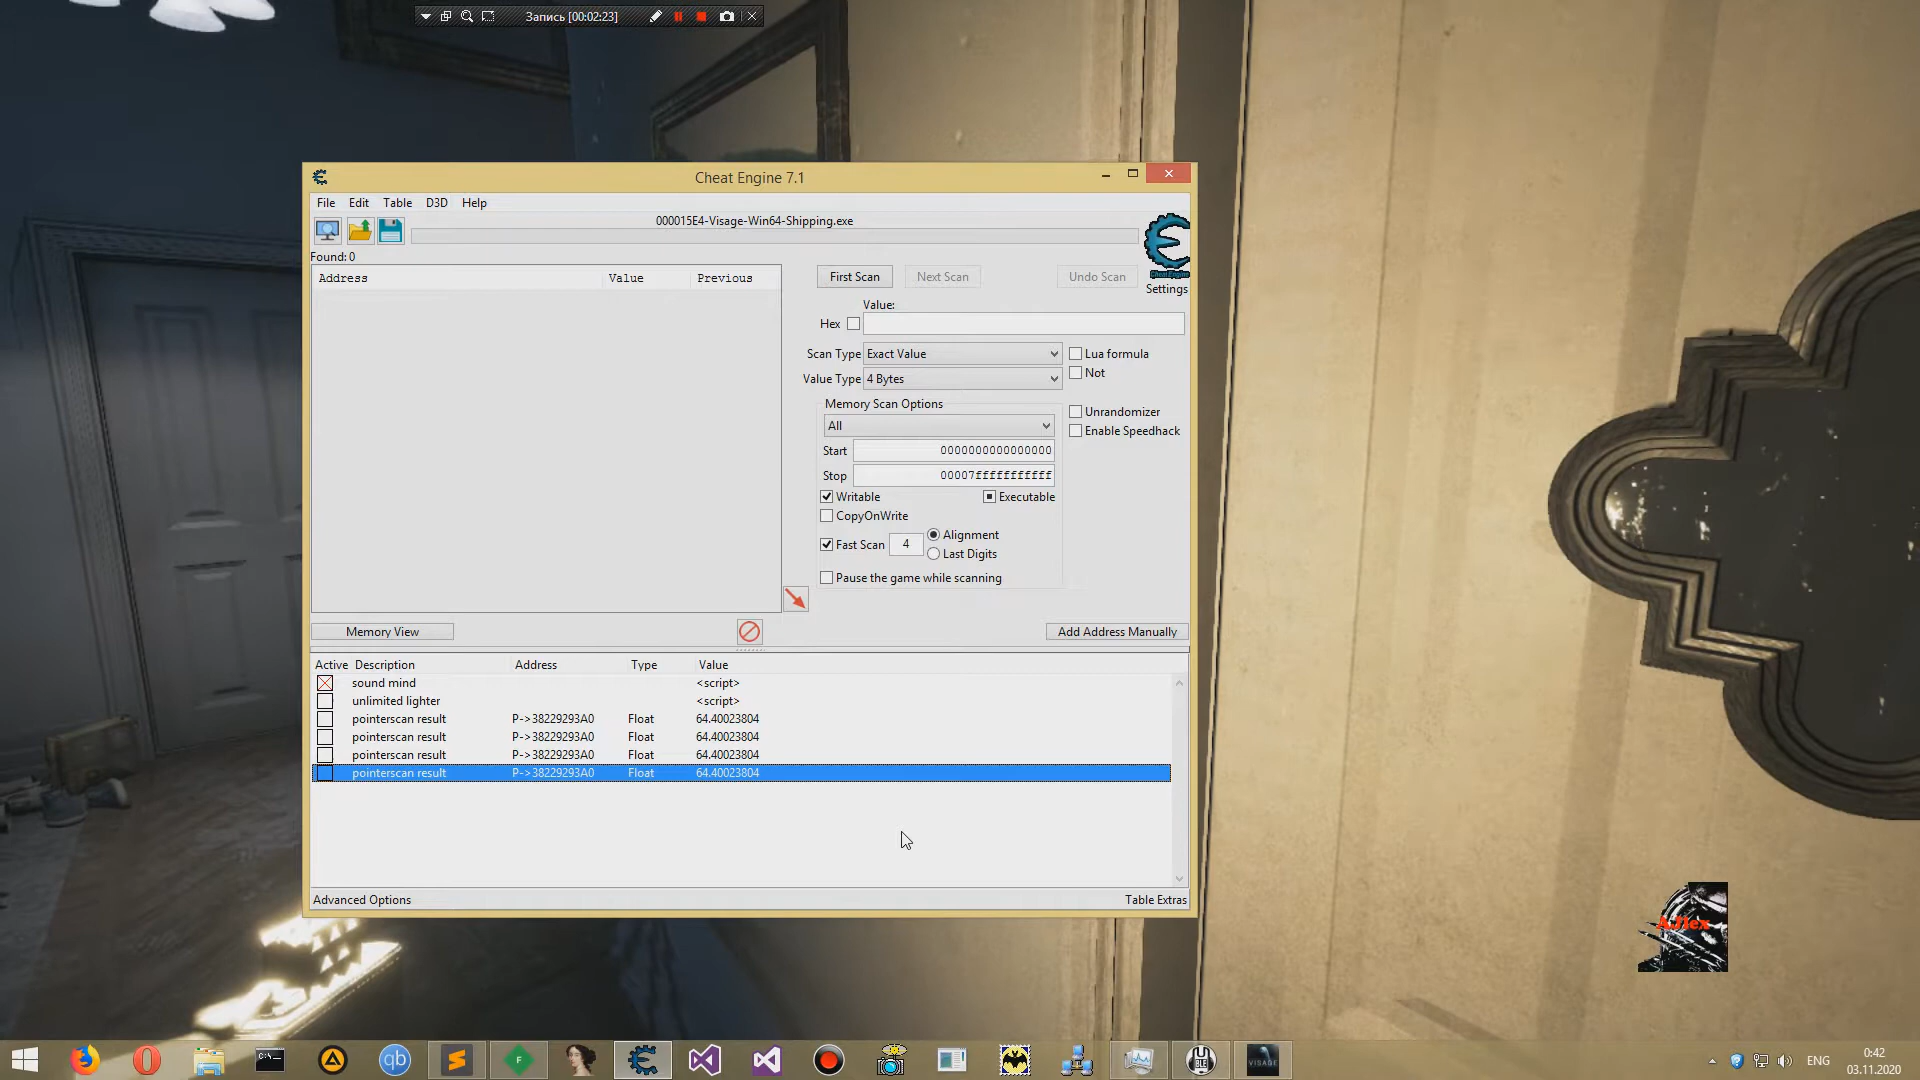 Запись [00:02:23]
Cheat Engine 7.1
File Edit Table D3D Help
000015E4-Visage-Win64-Shipping.exe
Found: 0
Address Value Previous
First Scan Next Scan Undo Scan
Cheat Engine
Settings
Value:
Hex
Scan Type Exact Value Lua formula
Not
Value Type 4 Bytes
Memory Scan Options
All
Unrandomizer
Enable Speedhack
Start 0000000000000000
Stop 00007fffffffffff
Writable Executable
CopyOnWrite
Fast Scan 4 Alignment
Last Digits
Pause the game while scanning
Memory View Add Address Manually
Active Description Address Type Value
sound mind <script>
unlimited lighter <script>
pointerscan result P->38229293A0 Float 64.40023804
pointerscan result P->38229293A0 Float 64.40023804
pointerscan result P->38229293A0 Float 64.40023804
pointerscan result P->38229293A0 Float 64.40023804
Advanced Options Table Extras
АЛех
C:\
qb
F
UBLE
VISAGE
ENG
0:42
03.11.2020